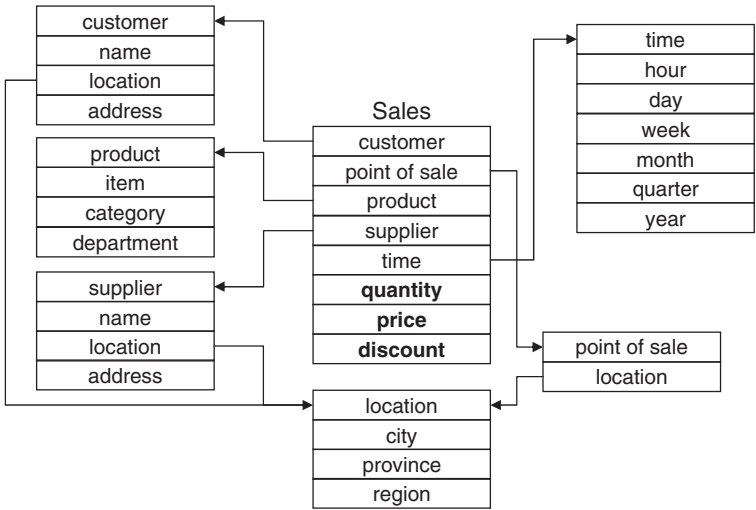 customer
name
location
address
product
item
category
department
supplier
name
location
address
Sales
customer
point of sale
product
supplier
time
quantity
price
discount
location
city
province
region
time
hour
day
week
month
quarter
year
point of sale
location